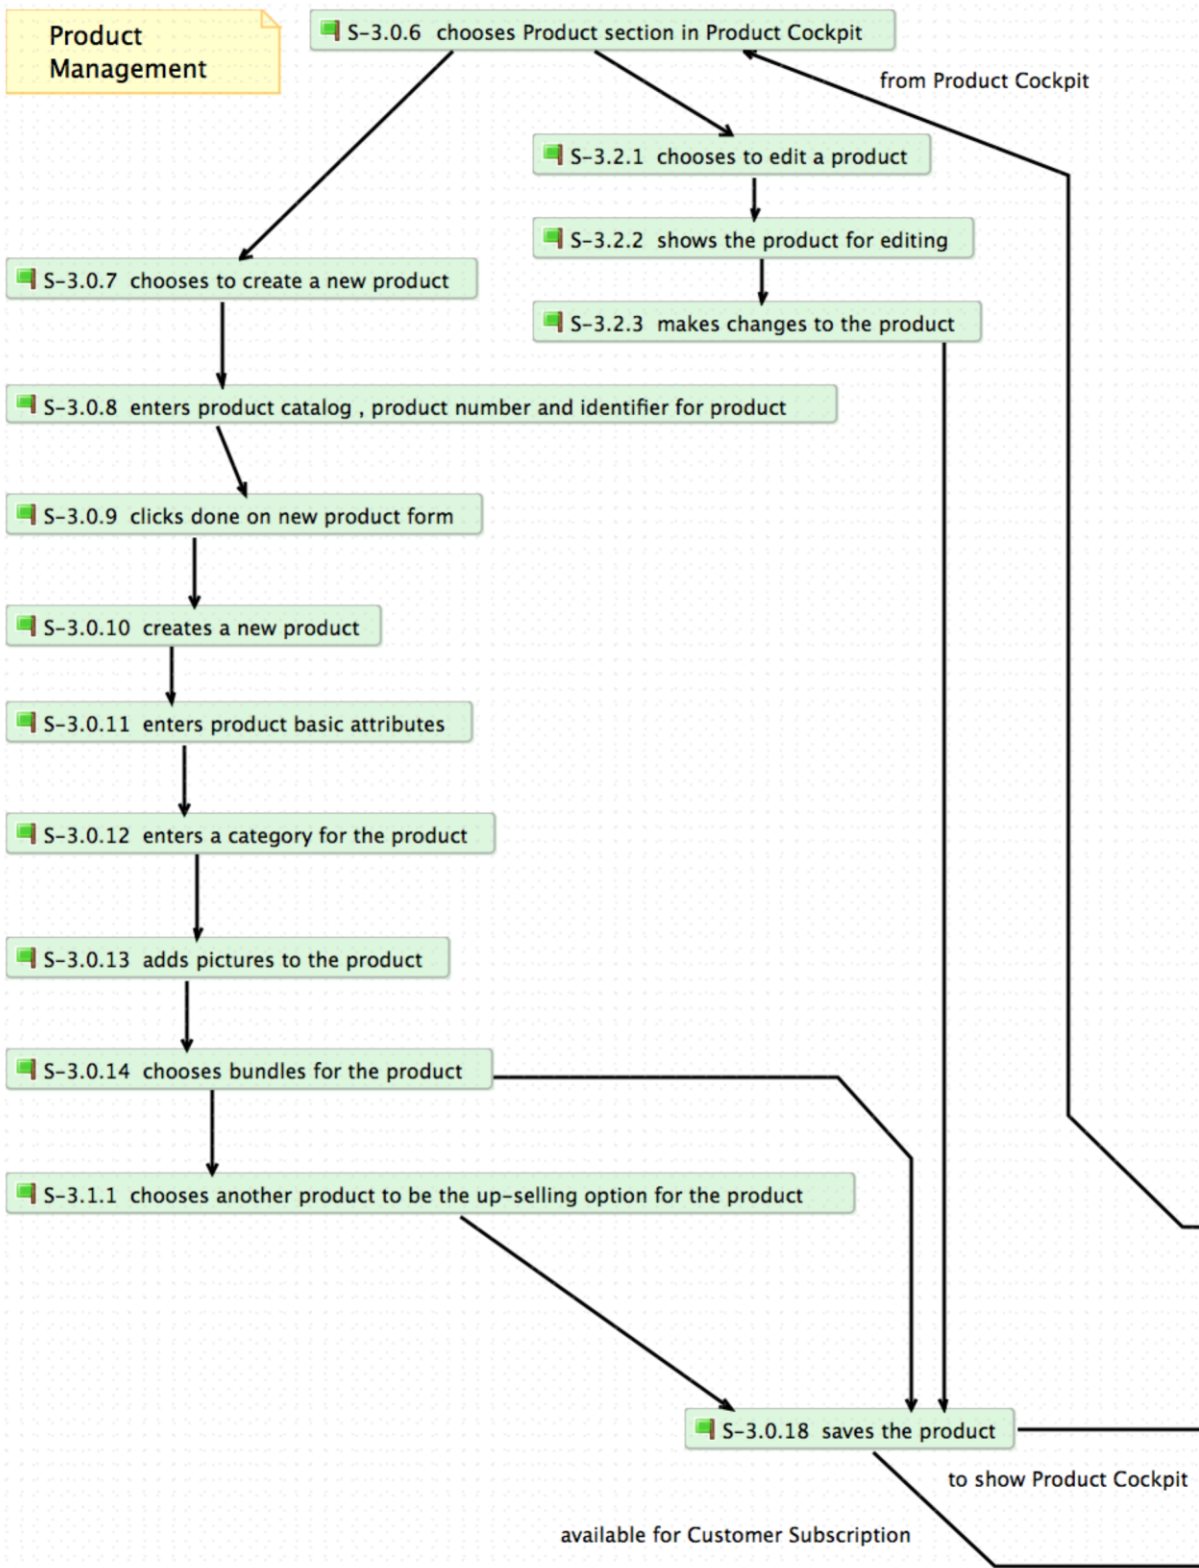 Product
Management
S-3.0.6 chooses Product section in Product Cockpit
from Product Cockpit
S-3.2.1 chooses to edit a product
S-3.2.2 shows the product for editing
S-3.0.7 chooses to create a new product
S-3.2.3 makes changes to the product
S-3.0.8 enters product catalog , product number and identifier for product
S-3.0.9 clicks done on new product form
S-3.0.10 creates a new product
S-3.0.11 enters product basic attributes
S-3.0.12 enters a category for the product
S-3.0.13 adds pictures to the product
S-3.0.14 chooses bundles for the product
S-3.1.1 chooses another product to be the up-selling option for the product
S-3.0.18 saves the product
to show Product Cockpit
available for Customer Subscription